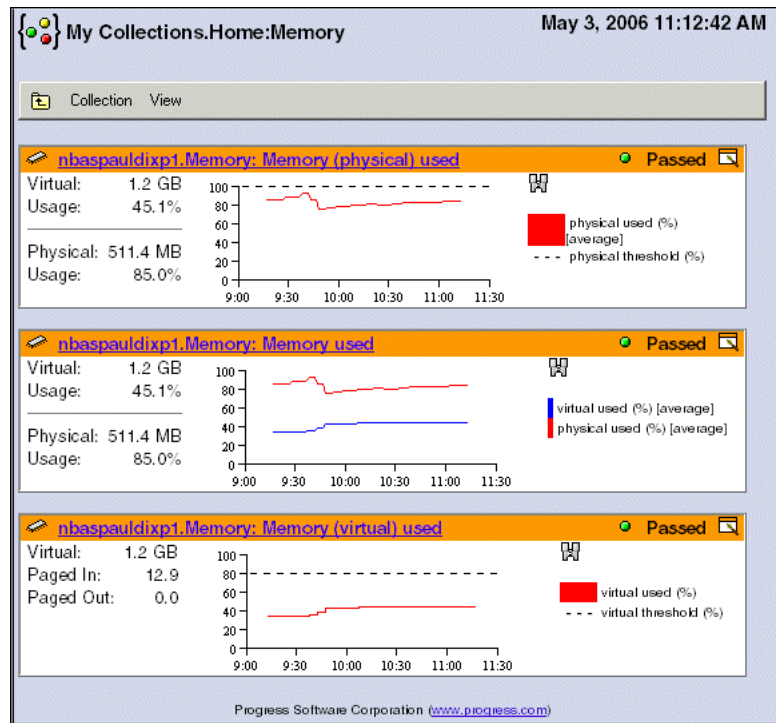 My Collections.Home:Memory
May 3, 2006 11:12:42 AM
Collection View
nbaspauldixp1.Memory: Memory (physical) used
Passed
Virtual: 1.2 GB
Usage: 45.1%
Physical: 511.4 MB
Usage: 85.0%
100
80
60
40
20
0
9:00 9:30 10:00 10:30 11:00 11:30
physical used (%)
[average]
physical threshold (%)
nbaspauldixp1.Memory: Memory used
Passed
Virtual: 1.2 GB
Usage: 45.1%
Physical: 511.4 MB
Usage: 85.0%
100
80
60
40
20
0
9:00 9:30 10:00 10:30 11:00 11:30
virtual used (%) [average]
physical used (%) [average]
nbaspauldixp1.Memory: Memory (virtual) used
Passed
Virtual: 1.2 GB
Paged In: 12.9
Paged Out: 0.0
100
80
60
40
20
0
9:00 9:30 10:00 10:30 11:00 11:30
virtual used (%)
virtual threshold (%)
Progress Software Corporation (www.progress.com)